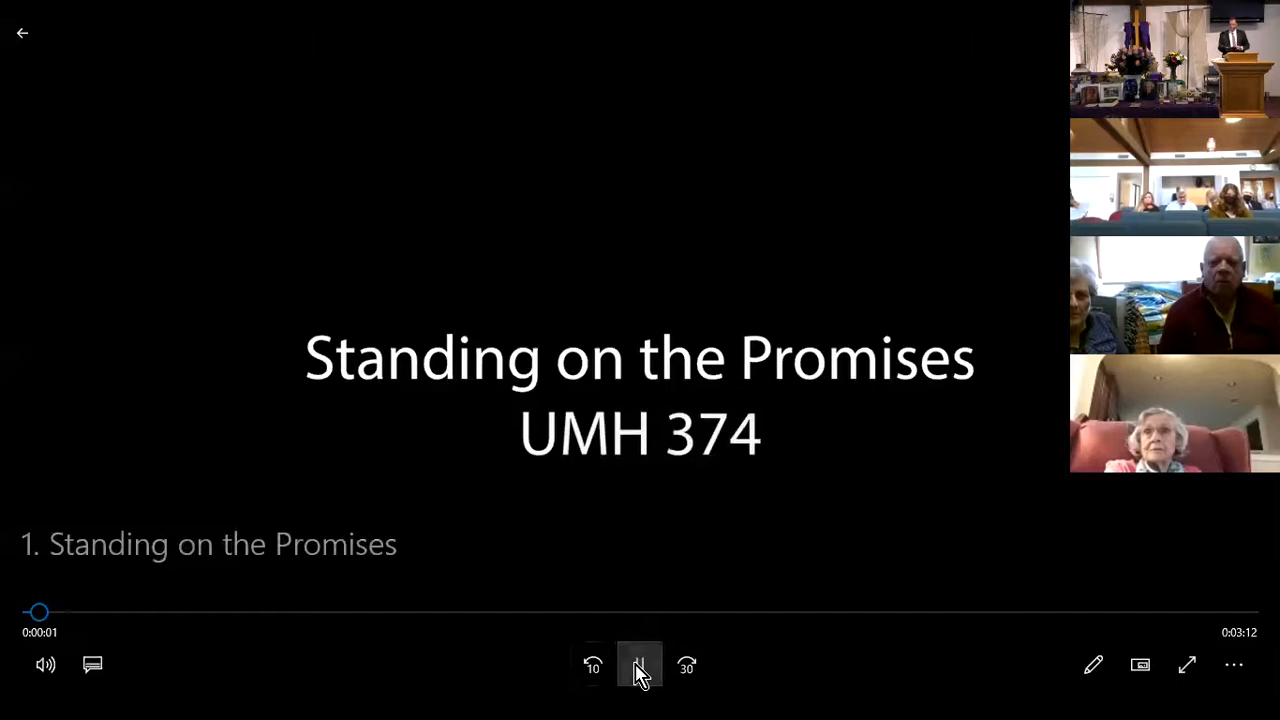 Standing on the Promises
UMH 374
1. Standing on the Promises
0:00:01
0:03:12
10
30